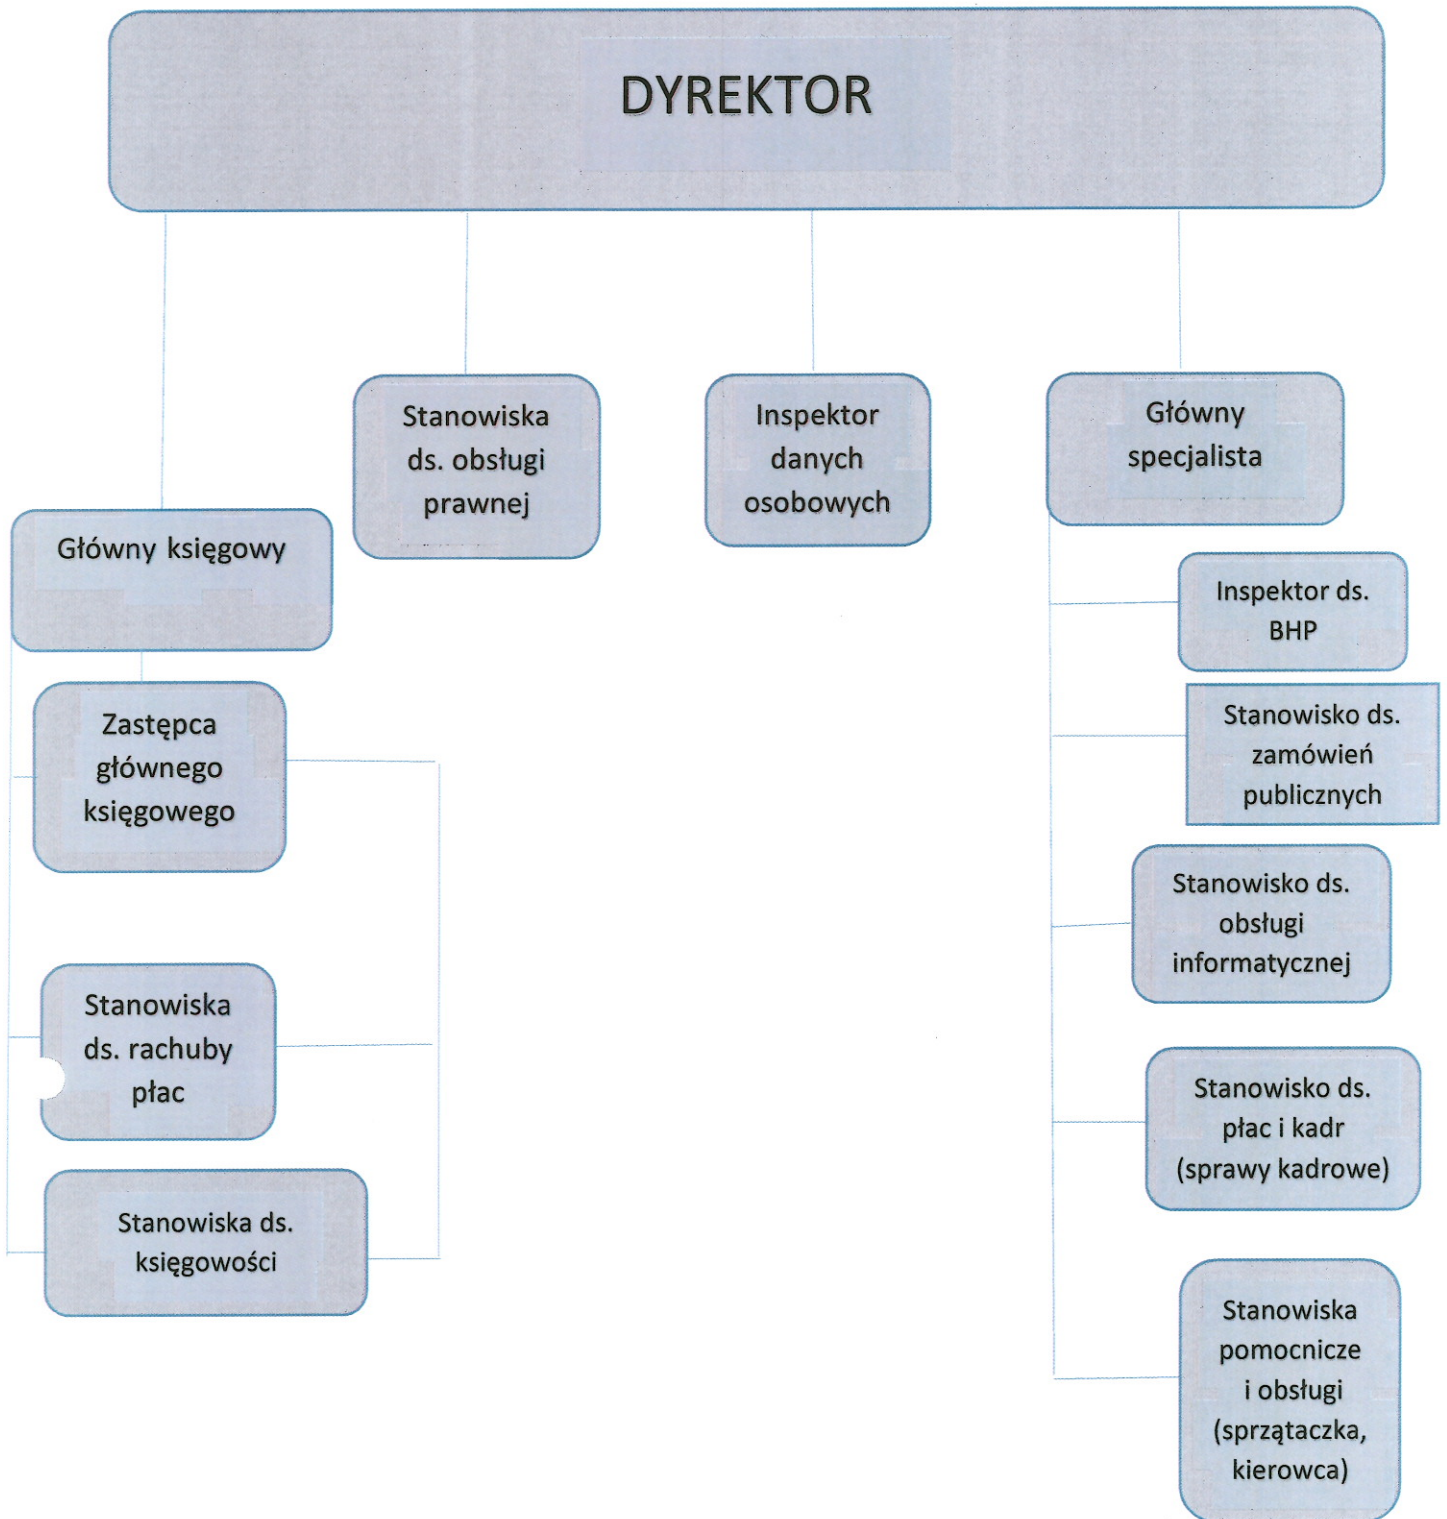 DYREKTOR
Stanowiska
ds. obsługi
prawnej
Inspektor
danych
osobowych
Główny
specjalista
Główny księgowy
Zastępca
głównego
księgowego
Stanowiska
ds. rachuby
płac
Stanowiska ds.
księgowości
Inspektor ds.
BHP
Stanowisko ds.
zamówień
publicznych
Stanowisko ds.
obsługi
informatycznej
Stanowisko ds.
płac i kadr
(sprawy kadrowe)
Stanowiska
pomocnicze
i obsługi
(sprzątaczka,
kierowca)